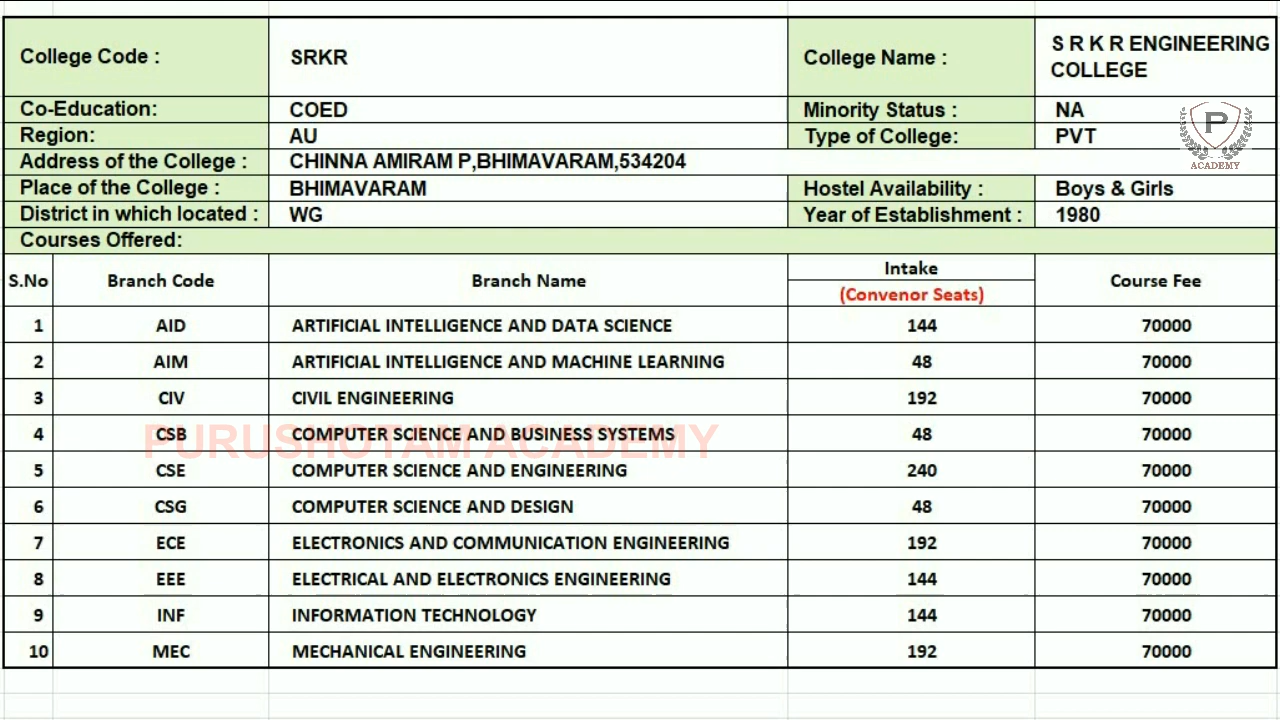 College Code : SRKR College Name : S R K R ENGINEERING
COLLEGE
Co-Education: COED Minority Status : NA
Region: AU Type of College: PVT
Address of the College : CHINNA AMIRAM P,BHIMAVARAM,534204
P
ACADEMY
Place of the College : BHIMAVARAM Hostel Availability : Boys & Girls
District in which located : WG Year of Establishment : 1980
Courses Offered:
S.No Branch Code Branch Name Intake Course Fee
(Convenor Seats)
1 AID ARTIFICIAL INTELLIGENCE AND DATA SCIENCE 144 70000
2 AIM ARTIFICIAL INTELLIGENCE AND MACHINE LEARNING 48 70000
3 CIV CIVIL ENGINEERING 192 70000
4 CSB COMPUTER SCIENCE AND BUSINESS SYSTEMS 48 70000
PURUSHOTAM ACADEMY
5 CSE COMPUTER SCIENCE AND ENGINEERING 240 70000
6 CSG COMPUTER SCIENCE AND DESIGN 48 70000
7 ECE ELECTRONICS AND COMMUNICATION ENGINEERING 192 70000
8 EEE ELECTRICAL AND ELECTRONICS ENGINEERING 144 70000
9 INF INFORMATION TECHNOLOGY 144 70000
10 MEC MECHANICAL ENGINEERING 192 70000